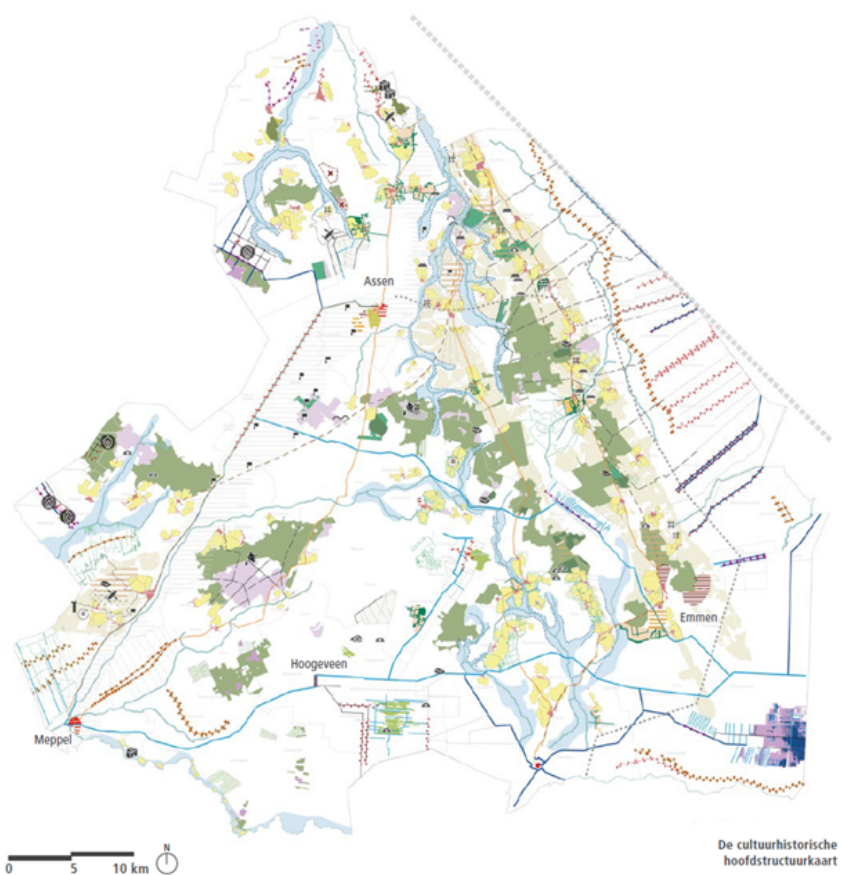 Assen
Emmen
Hoogeveen
Meppel
N
0 5 10 km
De cultuurhistorische
hoofdstructuurkaart